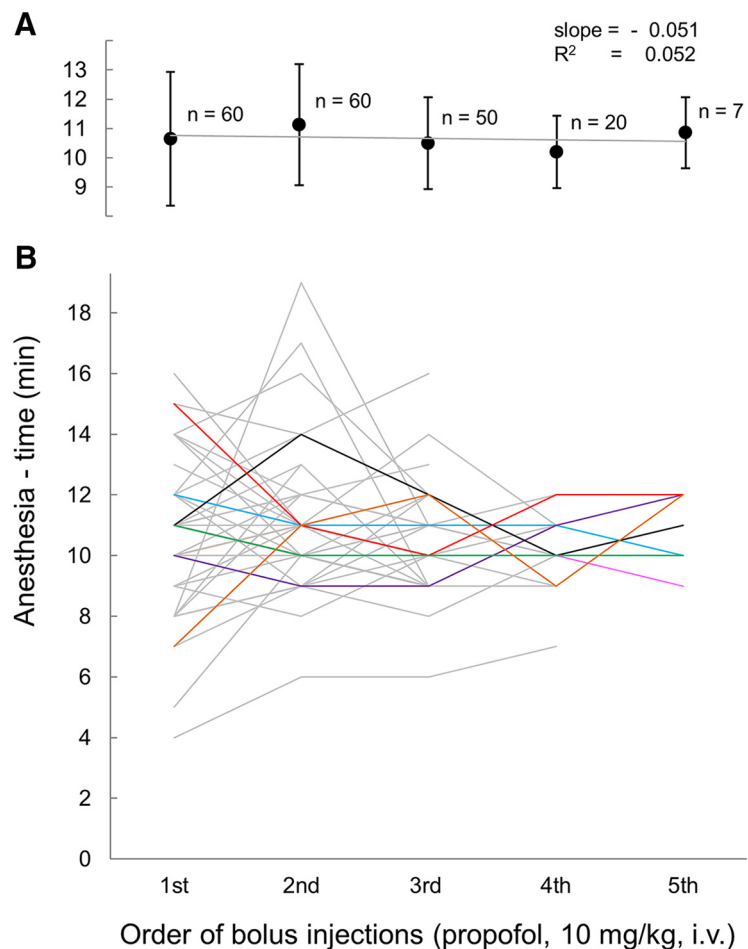 A
slope = - 0.051
R² = 0.052
13
12
11
10
9
n = 60
n = 60
n = 50
n = 20
n = 7
B
Anesthesia - time (min)
18
16
14
12
10
8
6
4
2
0
1st 2nd 3rd 4th 5th
Order of bolus injections (propofol, 10 mg/kg, i.v.)